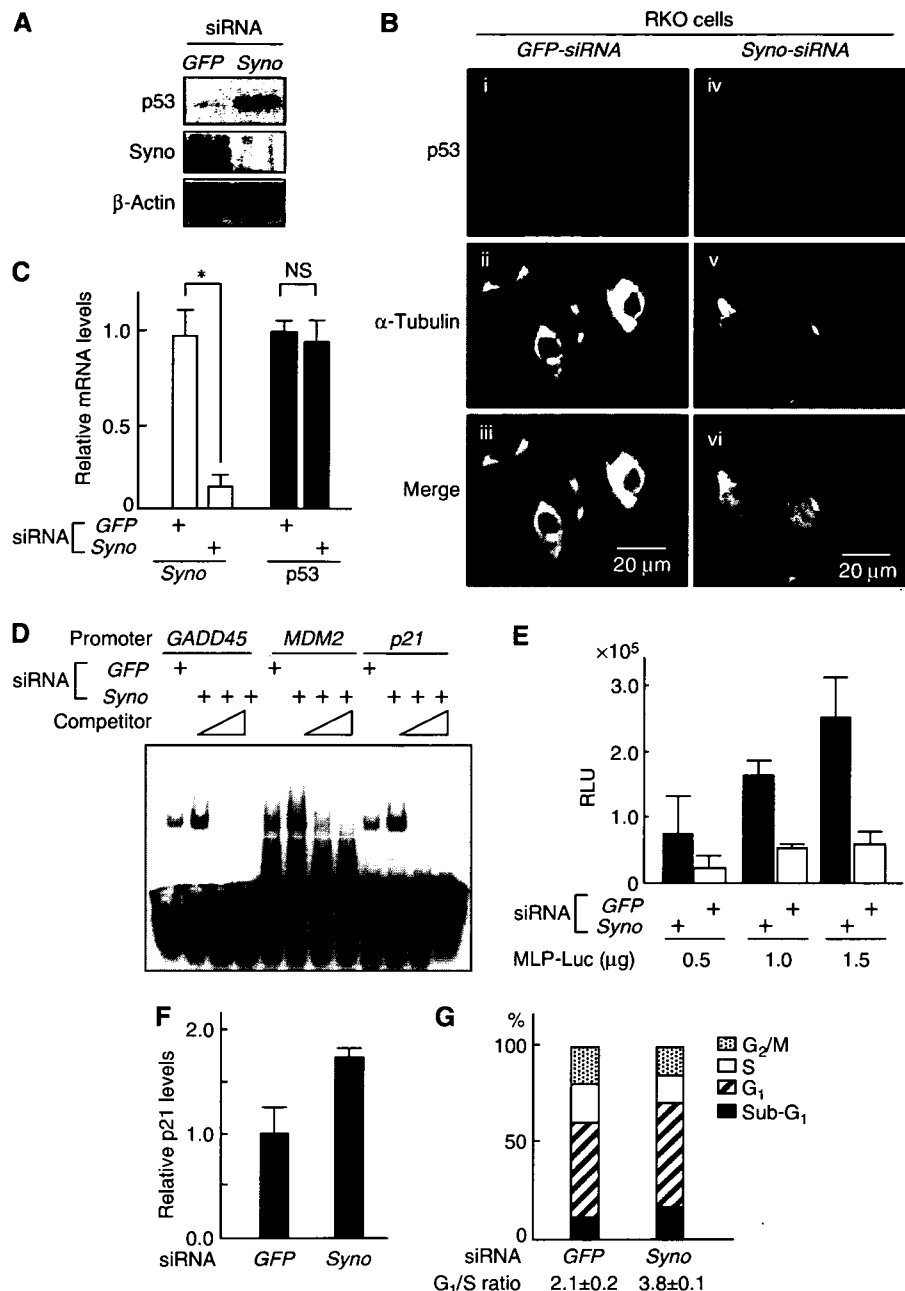 A
siRNA
GFP Syno
p53
Syno
β-Actin
B
RKO cells
GFP-siRNA Syno-siRNA
i iv
p53
ii v
α-Tubulin
iii vi
Merge
20 μm 20 μm
C
* NS
Relative mRNA levels
1.0
0.5
0
siRNA
GFP + +
Syno + +
Syno p53
D
Promoter GADD45 MDM2 p21
siRNA
GFP + + +
Syno + + + + + + + + +
Competitor
E
×10⁵
RLU
3.0
2.0
1.0
0
siRNA
GFP + + +
Syno + + +
MLP-Luc (μg) 0.5 1.0 1.5
F
Relative p21 levels
2.0
1.0
0.0
siRNA GFP Syno
G
%
100
50
0
G₂/M
S
G₁
Sub-G₁
siRNA GFP Syno
G₁/S ratio 2.1±0.2 3.8±0.1